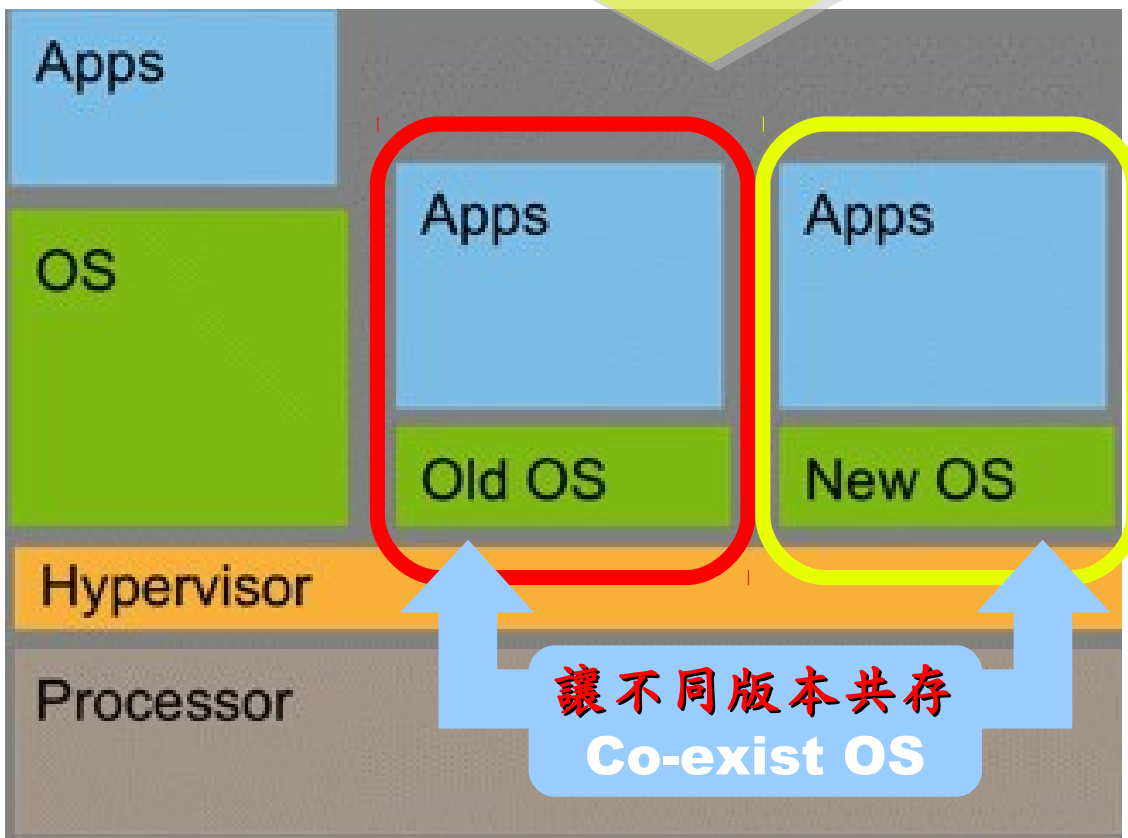 Apps
OS
Apps
Old OS
Apps
New OS
Hypervisor
Processor
讓不同版本共存
Co-exist OS